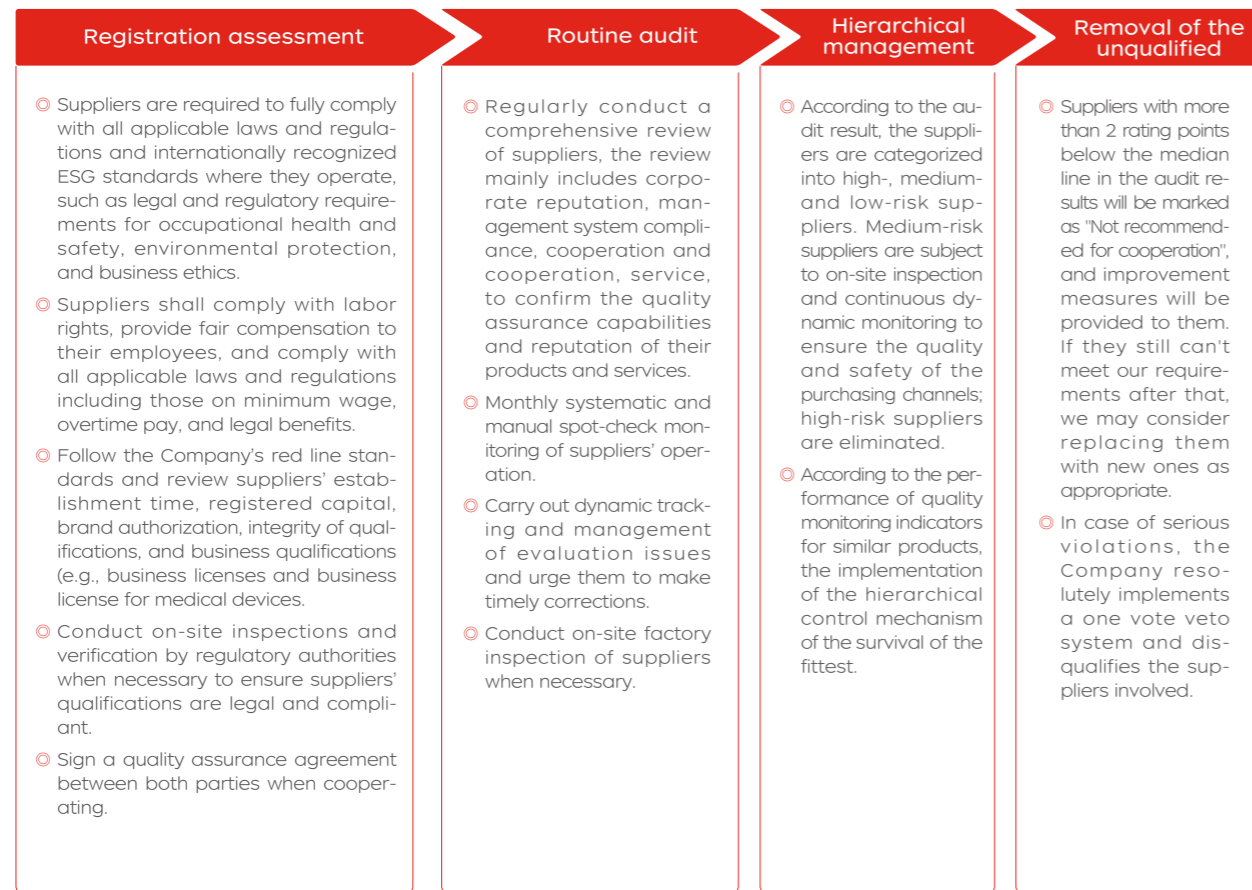 Registration assessment
◎ Suppliers are required to fully comply
with all applicable laws and regula-
tions and internationally recognized
ESG standards where they operate,
such as legal and regulatory require-
ments for occupational health and
safety, environmental protection,
and business ethics.
◎ Suppliers shall comply with labor
rights, provide fair compensation to
their employees, and comply with
all applicable laws and regulations
including those on minimum wage,
overtime pay, and legal benefits.
◎ Follow the Company's red line stan-
dards and review suppliers' estab-
lishment time, registered capital,
brand authorization, integrity of qual-
ifications, and business qualifications
(e.g., business licenses and business
license for medical devices.
◎ Conduct on-site inspections and
verification by regulatory authorities
when necessary to ensure suppliers'
qualifications are legal and compli-
ant.
◎ Sign a quality assurance agreement
between both parties when cooper-
ating.
Routine audit
◎ Regularly conduct a
comprehensive review
of suppliers, the review
mainly includes corpo-
rate reputation, man-
agement system compli-
ance, cooperation and
cooperation, service,
to confirm the quality
assurance capabilities
and reputation of their
products and services.
◎ Monthly systematic and
manual spot-check mon-
itoring of suppliers' oper-
ation.
◎ Carry out dynamic track-
ing and management
of evaluation issues
and urge them to make
timely corrections.
◎ Conduct on-site factory
inspection of suppliers
when necessary.
Hierarchical
management
◎ According to the au-
dit result, the suppli-
ers are categorized
into high-, medium-
and low-risk sup-
pliers. Medium-risk
suppliers are subject
to on-site inspection
and continuous dy-
namic monitoring to
ensure the quality
and safety of the
purchasing channels;
high-risk suppliers
are eliminated.
◎ According to the per-
formance of quality
monitoring indicators
for similar products,
the implementation
of the hierarchical
control mechanism
of the survival of the
fittest.
Removal of the
unqualified
◎ Suppliers with more
than 2 rating points
below the median
line in the audit re-
sults will be marked
as "Not recommend-
ed for cooperation",
and improvement
measures will be
provided to them.
If they still can't
meet our require-
ments after that,
we may consider
replacing them
with new ones as
appropriate.
◎ In case of serious
violations, the
Company reso-
lutely implements
a one vote veto
system and dis-
qualifies the sup-
pliers involved.